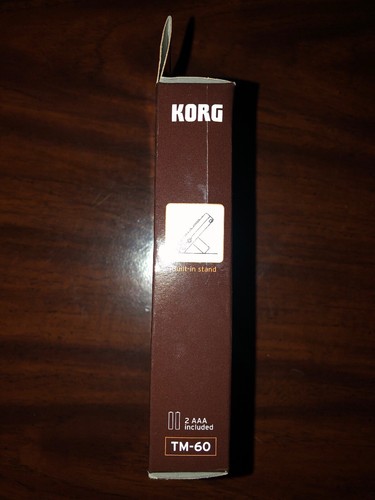 KORG
Built-in stand
2 AAA
included
TM-60